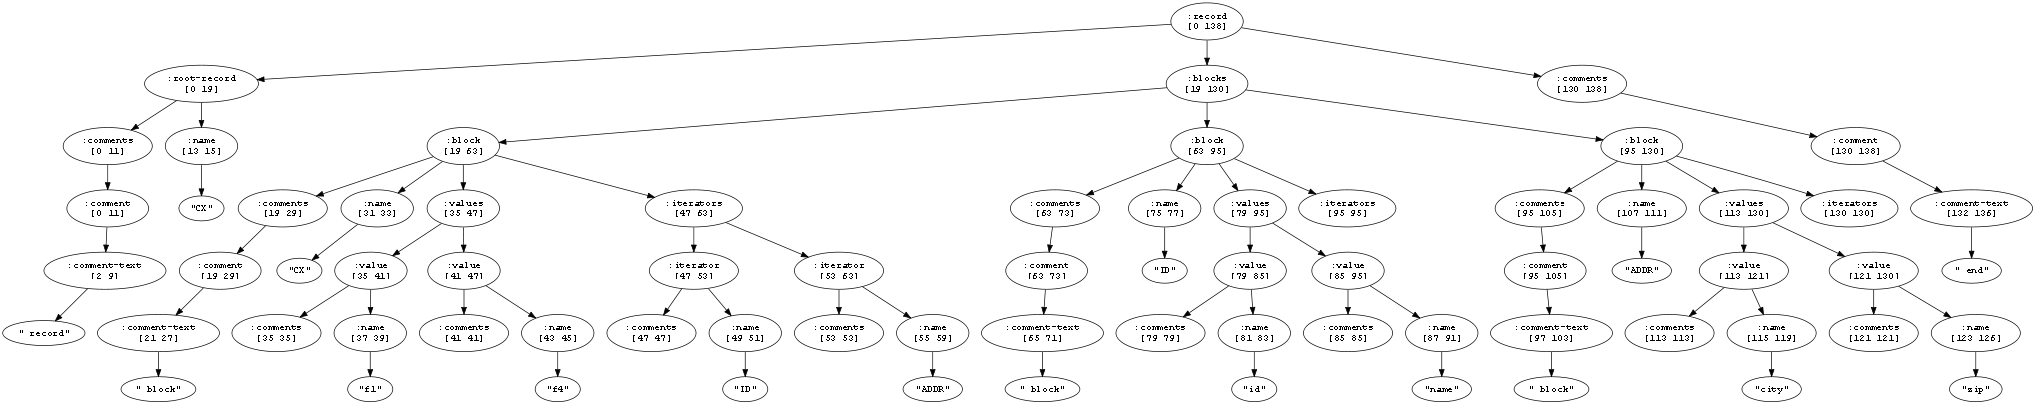 :record
[0 138]
:root-record
[0 19]
:blocks
[19 130]
:comments
[130 138]
:comments
[0 11]
:name
[13 15]
:block
[19 63]
:block
[63 95]
:block
[95 130]
:comment
[130 138]
:comment
[0 11]
"CX"
:comments
[19 29]
:name
[31 33]
:values
[35 47]
:iterators
[47 63]
:comments
[63 73]
:name
[75 77]
:values
[79 95]
:iterators
[95 95]
:comments
[95 105]
:name
[107 111]
:values
[113 130]
:iterators
[130 130]
:comment-text
[132 136]
:comment-text
[2 9]
:comment
[19 29]
"CX"
:value
[35 41]
:value
[41 47]
:iterator
[47 53]
:iterator
[53 63]
:comment
[63 73]
"ID"
:value
[79 85]
:value
[85 95]
:comment
[95 105]
"ADDR"
:value
[113 121]
:value
[121 130]
" end"
" record"
:comment-text
[21 27]
:comments
[35 35]
:name
[37 39]
:comments
[41 41]
:name
[43 45]
:comments
[47 47]
:name
[49 51]
:comments
[53 53]
:name
[55 59]
:comment-text
[65 71]
:comments
[79 79]
:name
[81 83]
:comments
[85 85]
:name
[87 91]
:comment-text
[97 103]
:comments
[113 113]
:name
[115 119]
:comments
[121 121]
:name
[123 126]
" block"
"f1"
"f4"
"ID"
"ADDR"
" block"
"id"
"name"
" block"
"city"
"zip"